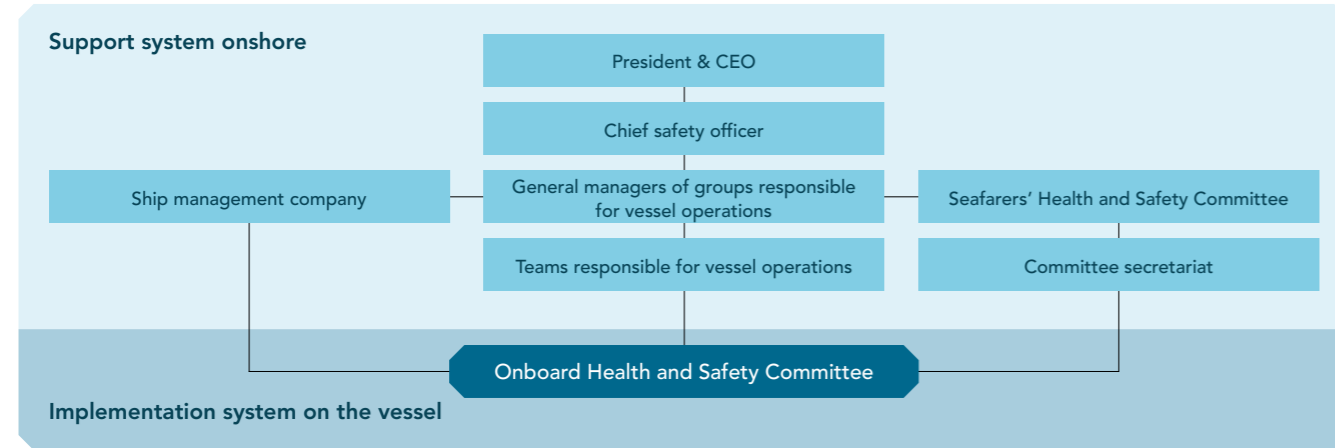 Support system onshore
President & CEO
Chief safety officer
Ship management company
General managers of groups responsible
for vessel operations
Seafarers’ Health and Safety Committee
Teams responsible for vessel operations
Committee secretariat
Onboard Health and Safety Committee
Implementation system on the vessel